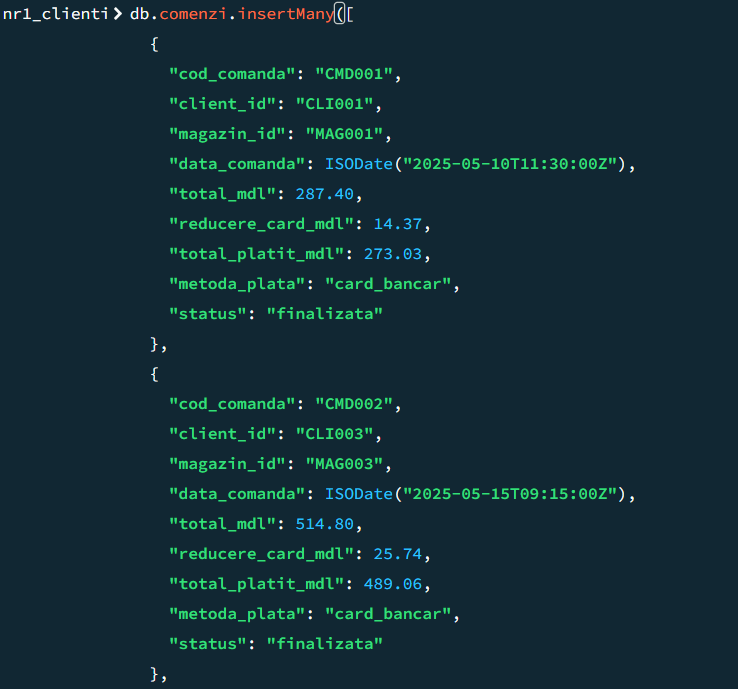 nr1_clienti> db.comenzi.insertMany([
{
"cod_comanda": "CMD001",
"client_id": "CLI001",
"magazin_id": "MAG001",
"data_comanda": ISODate("2025-05-10T11:30:00Z"),
"total_mdl": 287.40,
"reducere_card_mdl": 14.37,
"total_platit_mdl": 273.03,
"metoda_plata": "card_bancar",
"status": "finalizata"
},
{
"cod_comanda": "CMD002",
"client_id": "CLI003",
"magazin_id": "MAG003",
"data_comanda": ISODate("2025-05-15T09:15:00Z"),
"total_mdl": 514.80,
"reducere_card_mdl": 25.74,
"total_platit_mdl": 489.06,
"metoda_plata": "card_bancar",
"status": "finalizata"
},